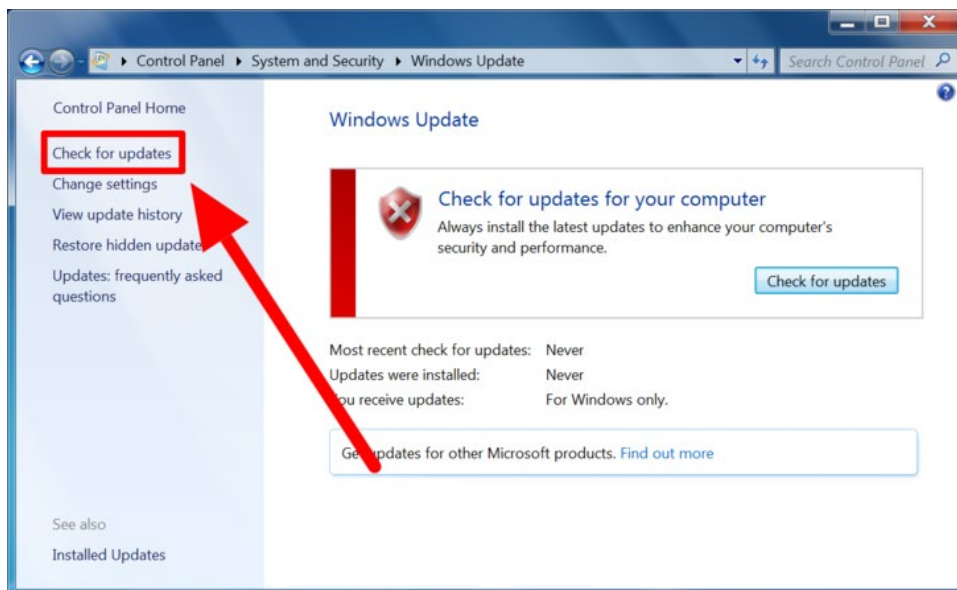 Control Panel ▸ System and Security ▸ Windows Update
Search Control Panel
Control Panel Home
Check for updates
Change settings
View update history
Restore hidden update
Updates: frequently asked
questions
See also
Installed Updates
Windows Update
Check for updates for your computer
Always install the latest updates to enhance your computer's
security and performance.
Check for updates
Most recent check for updates: Never
Updates were installed: Never
You receive updates: For Windows only.
Get updates for other Microsoft products. Find out more